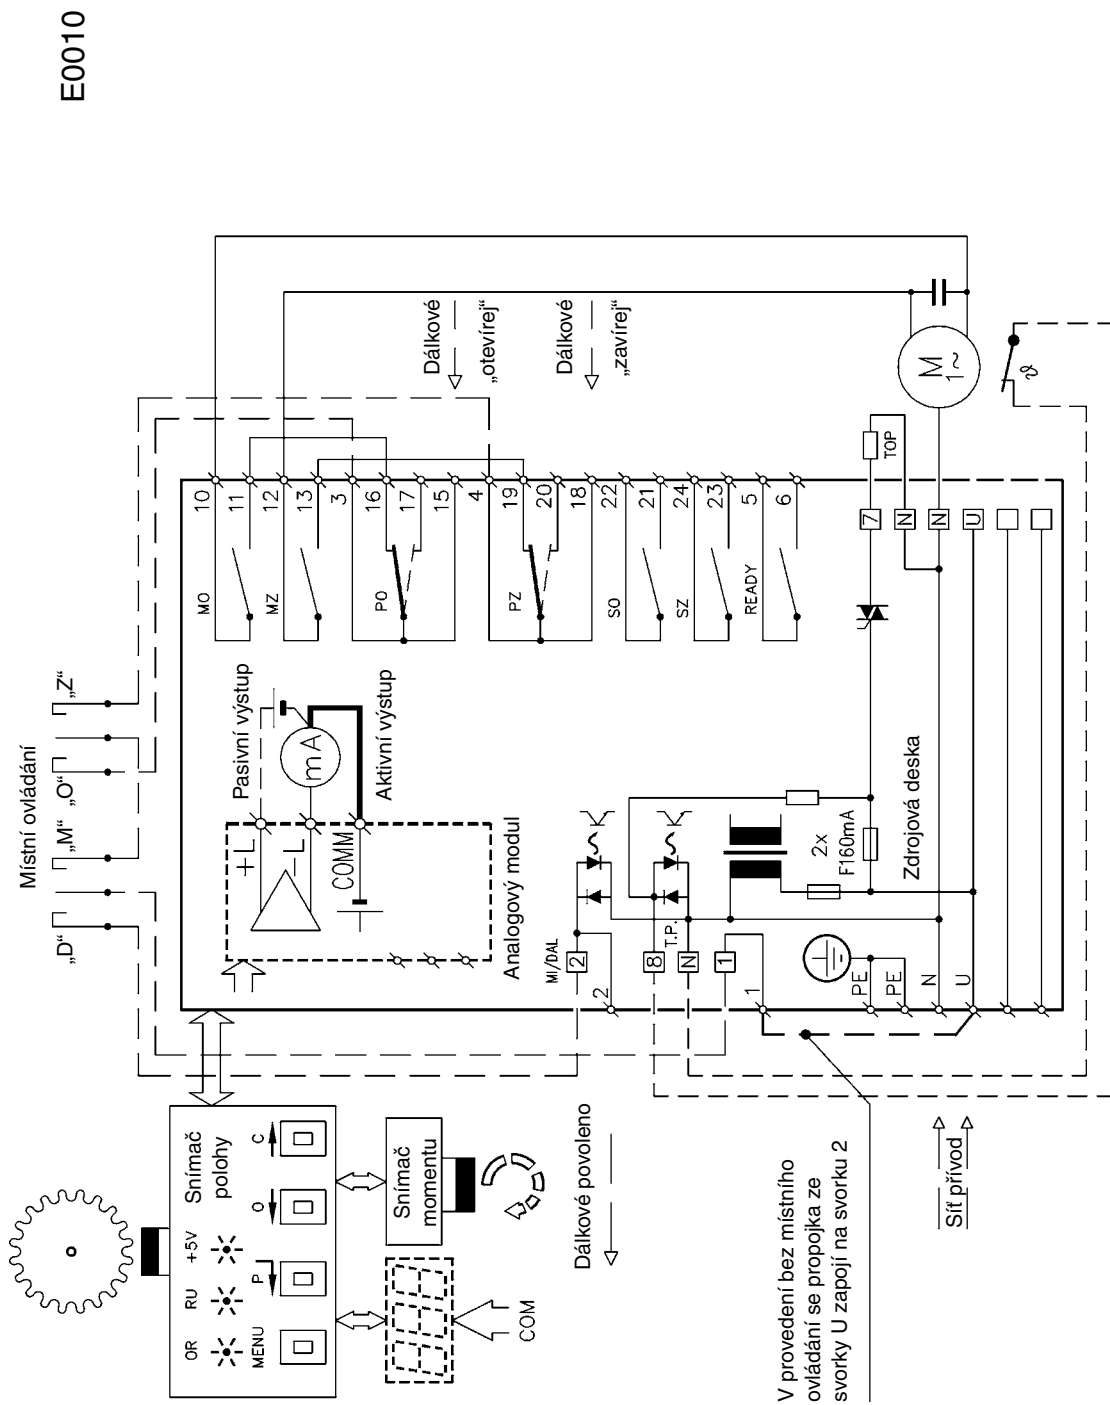 E0010
Místní ovládání
„D“
„M“
„O“
„Z“
Snímač
polohy
OR
RU
+5V
MENU
P
O
C
Snímač
momentu
COM
Analogový modul
+L
–L
COMM
mA
Pasivní výstup
Aktivní výstup
MO
MZ
PO
PZ
SO
SZ
READY
10
11
12
13
3
16
17
15
4
19
20
18
22
21
24
23
5
6
Dálkové
„otevírej“
Dálkové
„zavírej“
M
1~
ϑ
TOP
7
N
N
U
MI/DAL
2
2
8
T.P.
N
1
1
2x
F160mA
Zdrojová deska
PE
PE
N
U
Dálkové povoleno
Síť přívod
V provedení bez místního
ovládání se propojka ze
svorky U zapojí na svorku 2